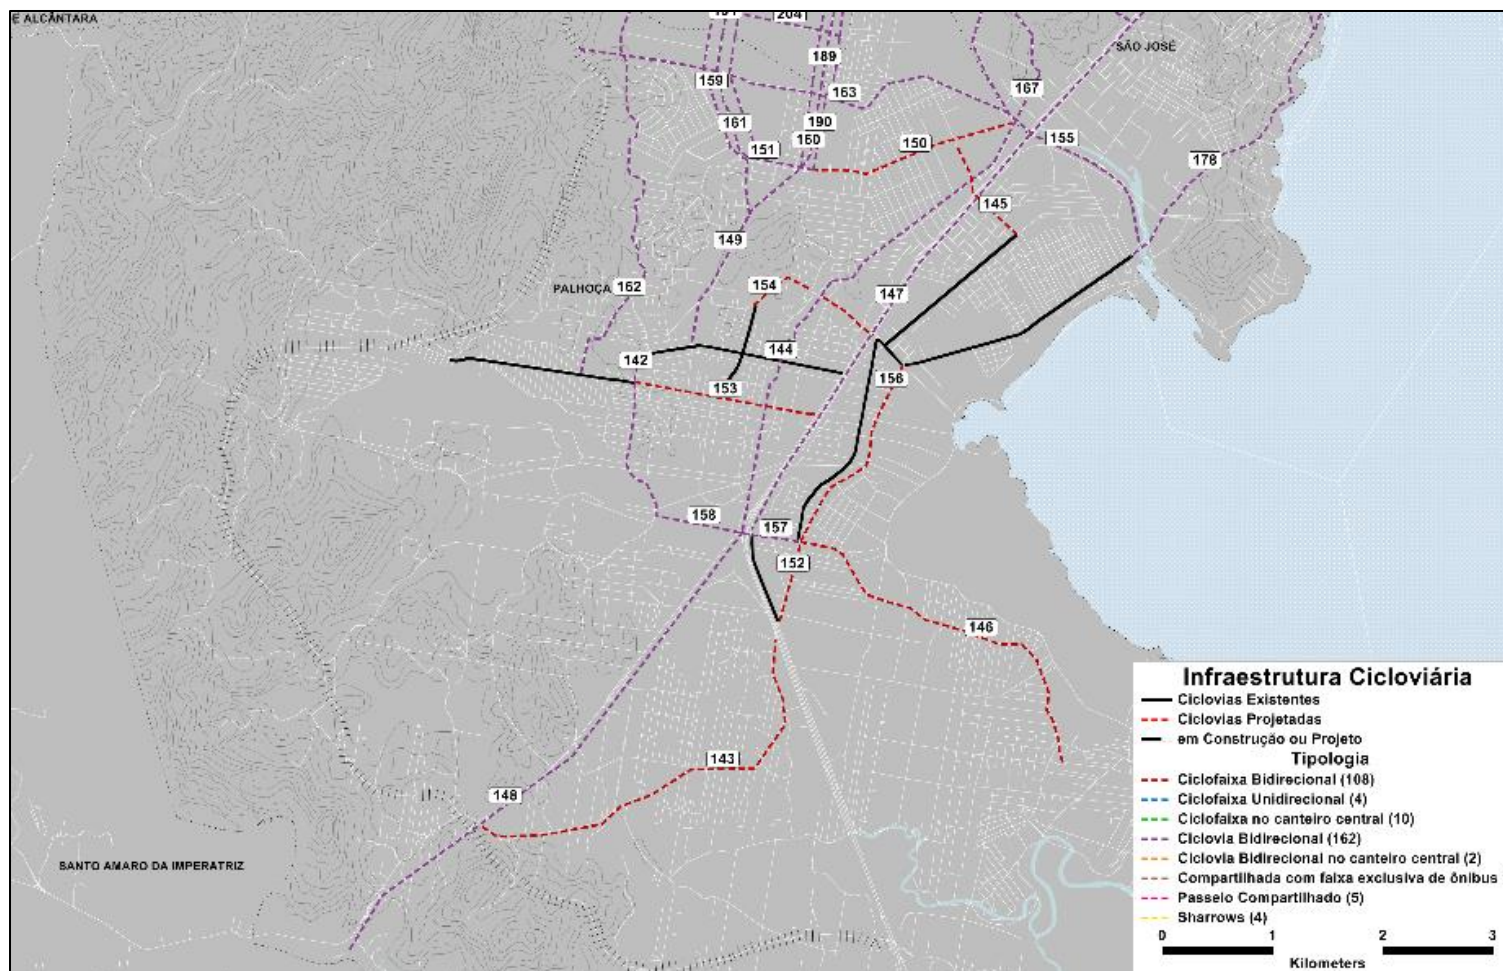 E ALCÂNTARA
204
SÃO JOSÉ
189
159
163
167
161
190
151
160
150
155
178
145
149
PALHOÇA
162
154
147
142
144
153
156
158
157
152
146
143
148
SANTO AMARO DA IMPERATRIZ
Infraestrutura Cicloviária
Ciclovias Existentes
Ciclovias Projetadas
em Construção ou Projeto
Tipologia
Ciclofaixa Bidirecional (108)
Ciclofaixa Unidirecional (4)
Ciclofaixa no canteiro central (10)
Ciclovia Bidirecional (162)
Ciclovia Bidirecional no canteiro central (2)
Compartilhada com faixa exclusiva de ônibus
Passeio Compartilhado (5)
Sharrows (4)
0 1 2 3
Kilometers